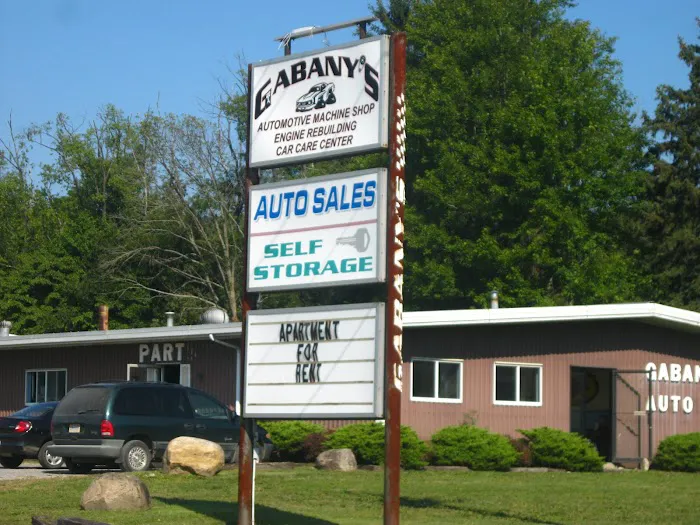 GABANY'S
AUTOMOTIVE MACHINE SHOP
ENGINE REBUILDING
CAR CARE CENTER
AUTO SALES
SELF
STORAGE
APARTMENT
FOR
RENT
PART
GABAN
AUTO